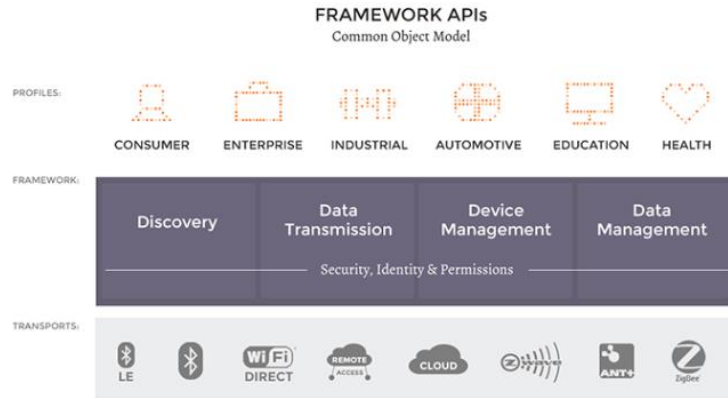 FRAMEWORK APIs
Common Object Model
PROFILES:
CONSUMER ENTERPRISE INDUSTRIAL AUTOMOTIVE EDUCATION HEALTH
FRAMEWORK:
Discovery
Data
Transmission
Device
Management
Data
Management
Security, Identity & Permissions
TRANSPORTS:
LE
Wi Fi
DIRECT
REMOTE
ACCESS
CLOUD
Z wave
ANT+
ZigBee